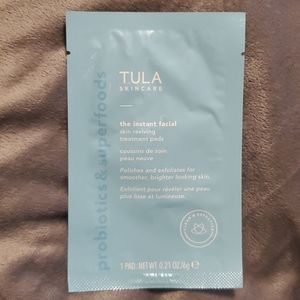 probiotics & superfoods
TULA
SKINCARE
the instant facial
skin reviving
treatment pads
coussins de soin
peau neuve
Polishes and exfoliates for
smoother, brighter looking skin.
Exfolient pour révéler une peau
plus lisse et lumineuse.
1 PAD: NET WT. 0.21 OZ./6g